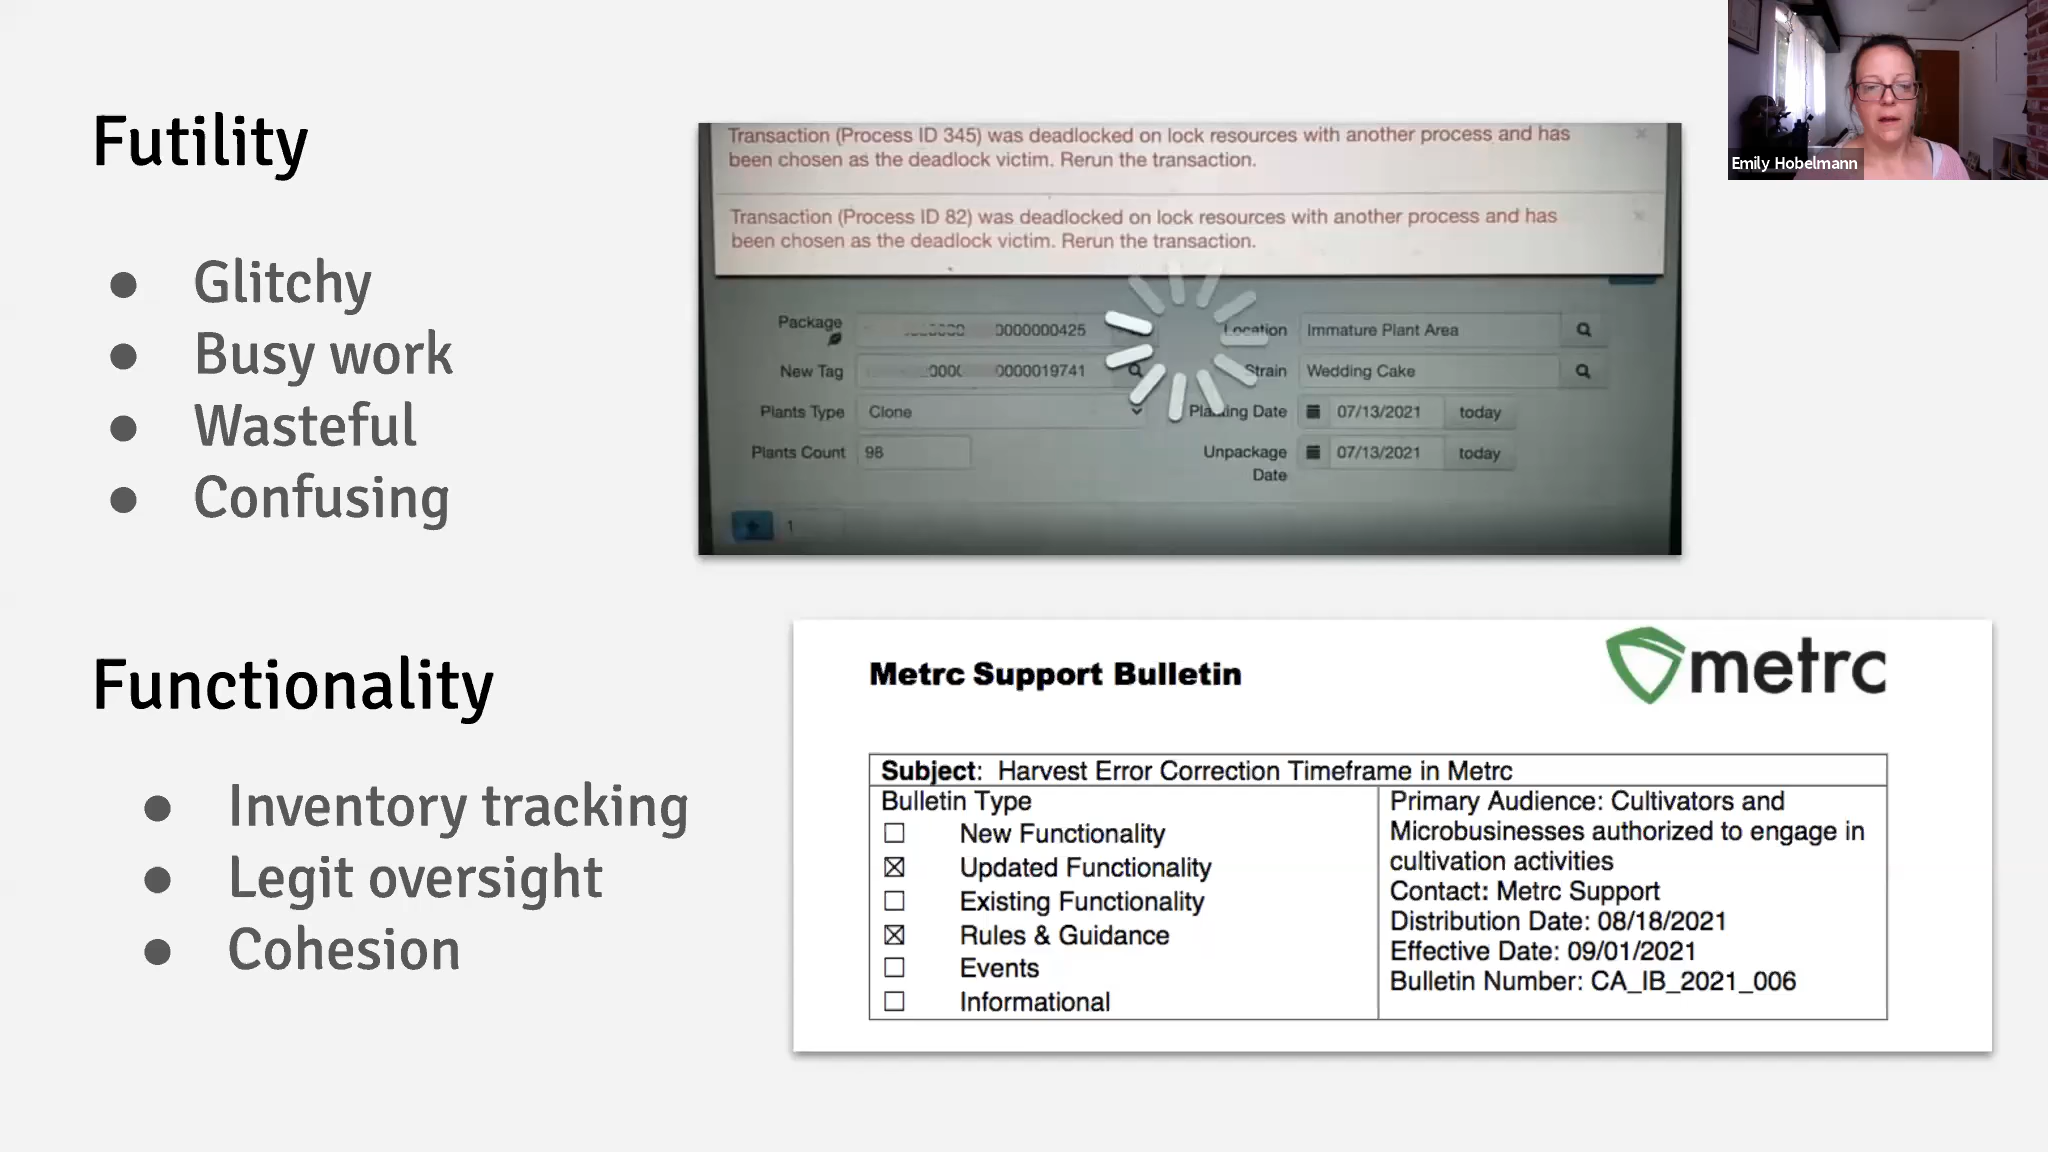 Futility
Glitchy
Busy work
Wasteful
Confusing
Functionality
Inventory tracking
Legit oversight
Cohesion
Transaction (Process ID 345) was deadlocked on lock resources with another process and has
been chosen as the deadlock victim. Rerun the transaction.
Transaction (Process ID 82) was deadlocked on lock resources with another process and has
been chosen as the deadlock victim. Rerun the transaction.
Package 0000000425 Location Immature Plant Area
New Tag 0000019741 Strain Wedding Cake
Plants Type Clone Planting Date 07/13/2021 today
Plants Count 98 Unpackage 07/13/2021 today
Date
1
Metrc Support Bulletin
metrc
Subject: Harvest Error Correction Timeframe in Metrc
Bulletin Type
New Functionality
Updated Functionality
Existing Functionality
Rules & Guidance
Events
Informational
Primary Audience: Cultivators and
Microbusinesses authorized to engage in
cultivation activities
Contact: Metrc Support
Distribution Date: 08/18/2021
Effective Date: 09/01/2021
Bulletin Number: CA_IB_2021_006
Emily Hobelmann